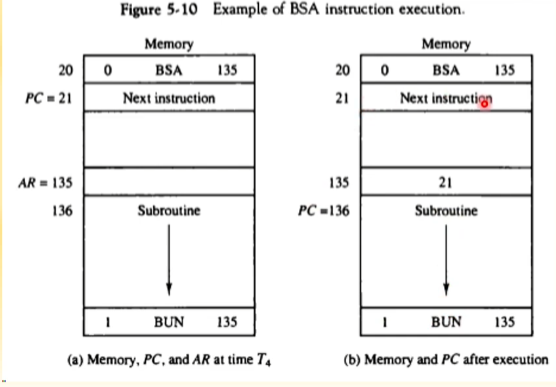 Figure 5-10 Example of BSA instruction execution.
Memory
20 0 BSA 135
PC = 21 Next instruction
AR = 135
136 Subroutine
1 BUN 135
(a) Memory, PC, and AR at time T4
Memory
20 0 BSA 135
21 Next instruction
135 21
PC = 136 Subroutine
1 BUN 135
(b) Memory and PC after execution